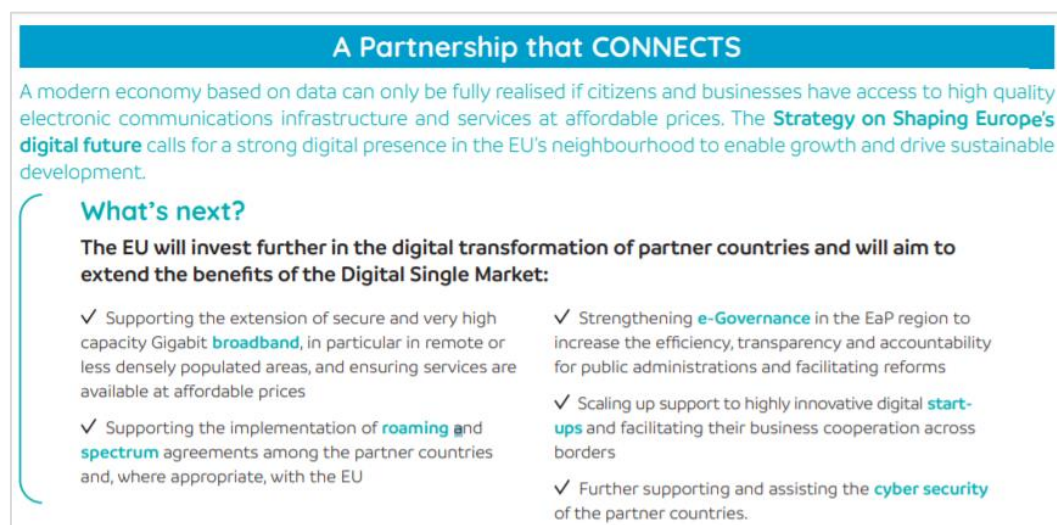 A Partnership that CONNECTS
A modern economy based on data can only be fully realised if citizens and businesses have access to high quality
electronic communications infrastructure and services at affordable prices. The Strategy on Shaping Europe's
digital future calls for a strong digital presence in the EU's neighbourhood to enable growth and drive sustainable
development.
What's next?
The EU will invest further in the digital transformation of partner countries and will aim to
extend the benefits of the Digital Single Market:
✓ Supporting the extension of secure and very high
capacity Gigabit broadband, in particular in remote or
less densely populated areas, and ensuring services are
available at affordable prices
✓ Supporting the implementation of roaming and
spectrum agreements among the partner countries
and, where appropriate, with the EU
✓ Strengthening e-Governance in the EaP region to
increase the efficiency, transparency and accountability
for public administrations and facilitating reforms
✓ Scaling up support to highly innovative digital start-
ups and facilitating their business cooperation across
borders
✓ Further supporting and assisting the cyber security
of the partner countries.